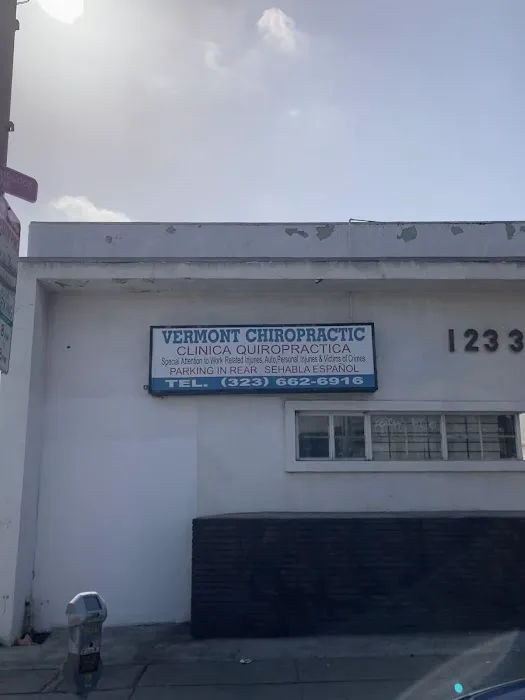 VERMONT CHIROPRACTIC
CLINICA QUIROPRACTICA
Special Attention to Work Related Injuries, Auto, Personal Injuries & Victims of Crimes
PARKING IN REAR SEHABLA ESPAÑOL
TEL. (323) 662-6916
1233